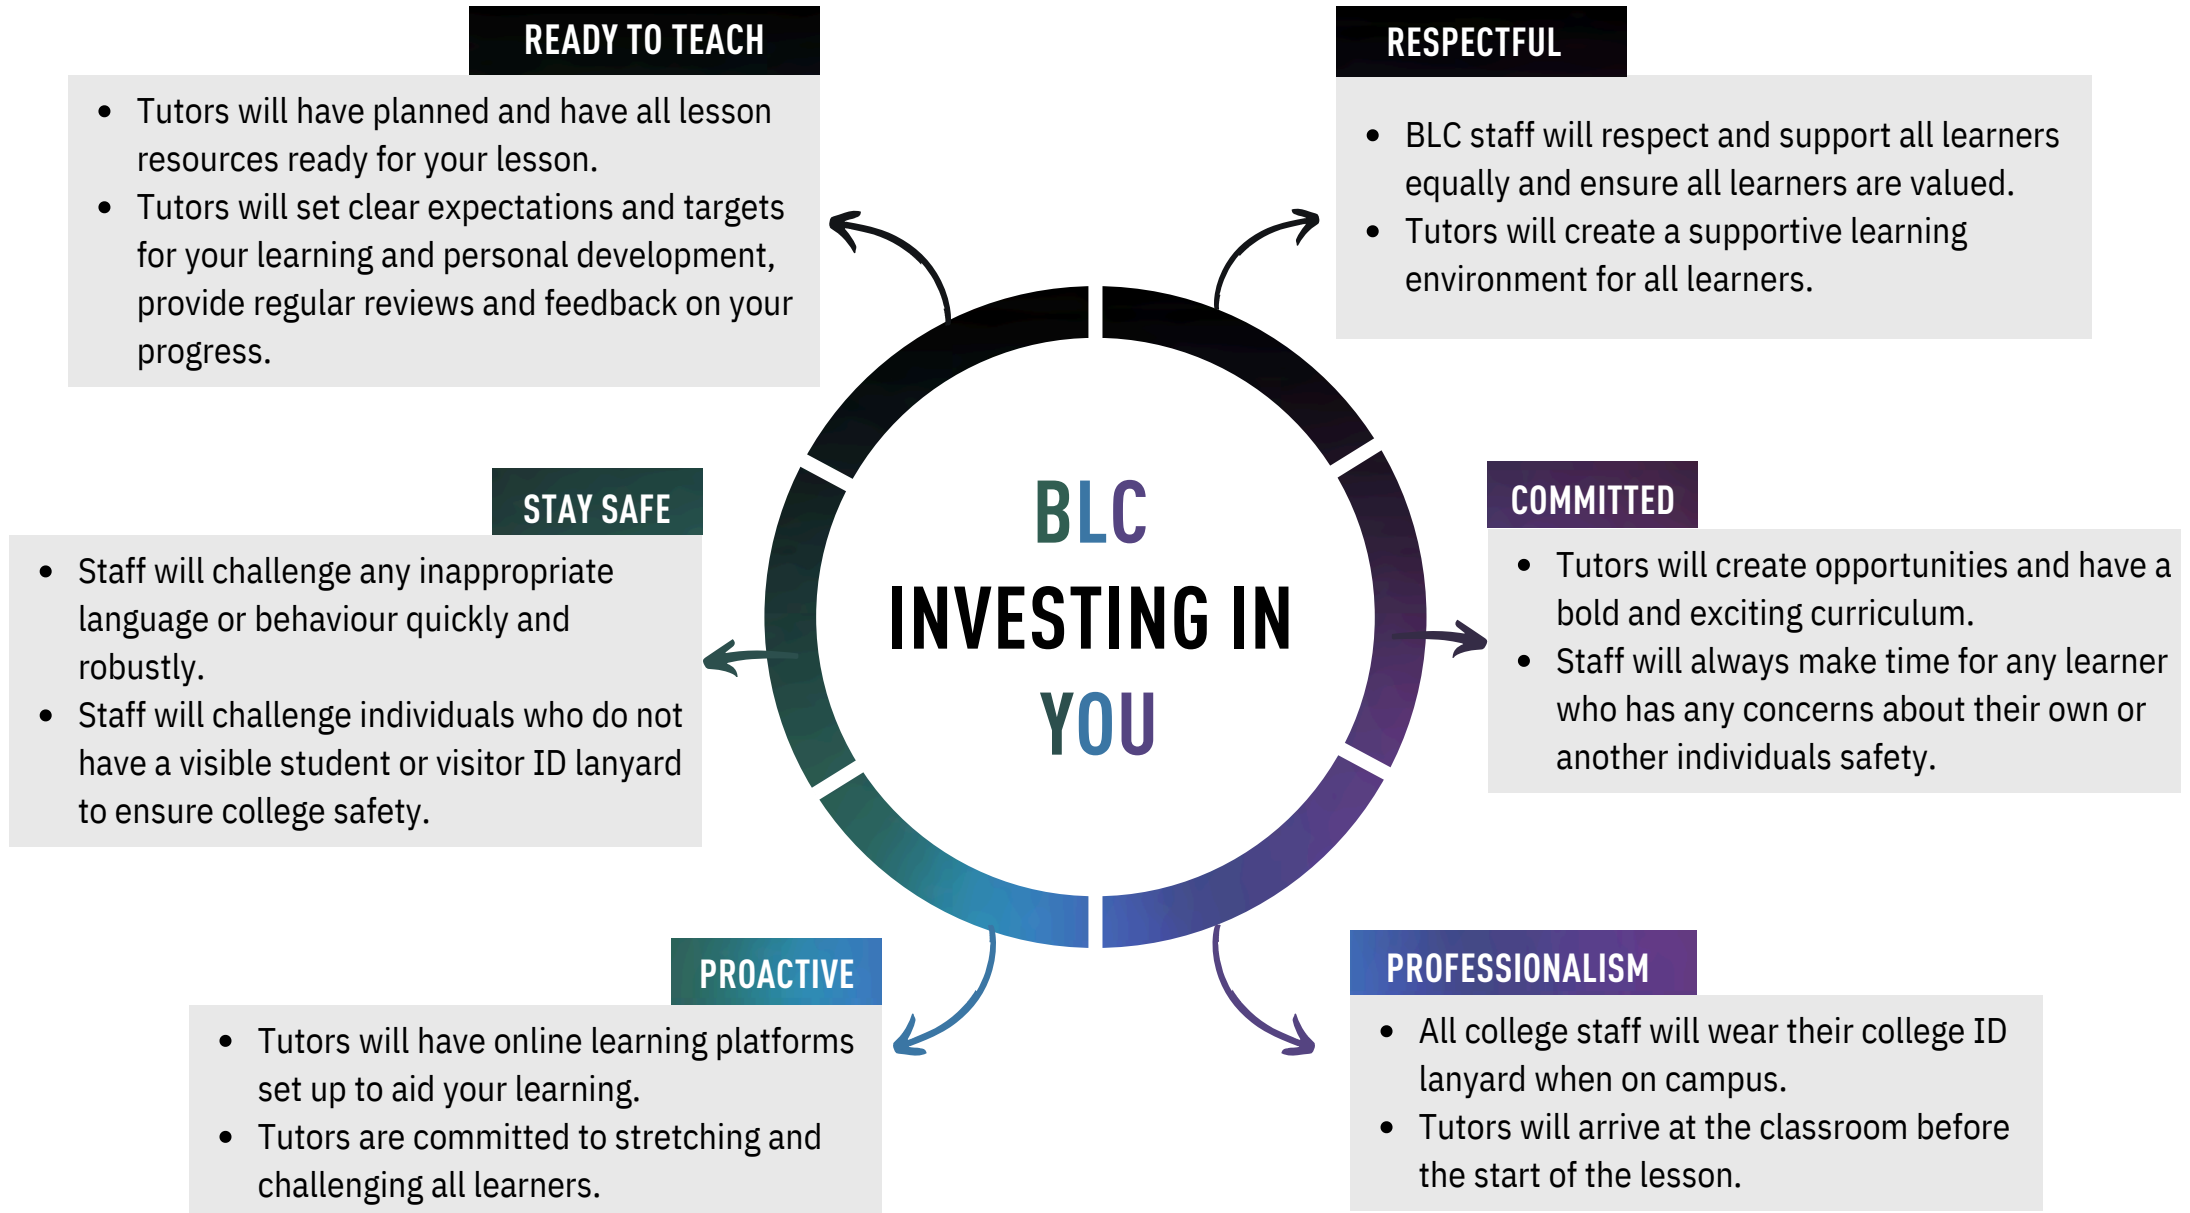 READY TO TEACH
• Tutors will have planned and have all lesson
resources ready for your lesson.
• Tutors will set clear expectations and targets
for your learning and personal development,
provide regular reviews and feedback on your
progress.
RESPECTFUL
• BLC staff will respect and support all learners
equally and ensure all learners are valued.
• Tutors will create a supportive learning
environment for all learners.
STAY SAFE
• Staff will challenge any inappropriate
language or behaviour quickly and
robustly.
• Staff will challenge individuals who do not
have a visible student or visitor ID lanyard
to ensure college safety.
BLC
INVESTING IN
YOU
COMMITTED
• Tutors will create opportunities and have a
bold and exciting curriculum.
• Staff will always make time for any learner
who has any concerns about their own or
another individuals safety.
PROACTIVE
• Tutors will have online learning platforms
set up to aid your learning.
• Tutors are committed to stretching and
challenging all learners.
PROFESSIONALISM
• All college staff will wear their college ID
lanyard when on campus.
• Tutors will arrive at the classroom before
the start of the lesson.